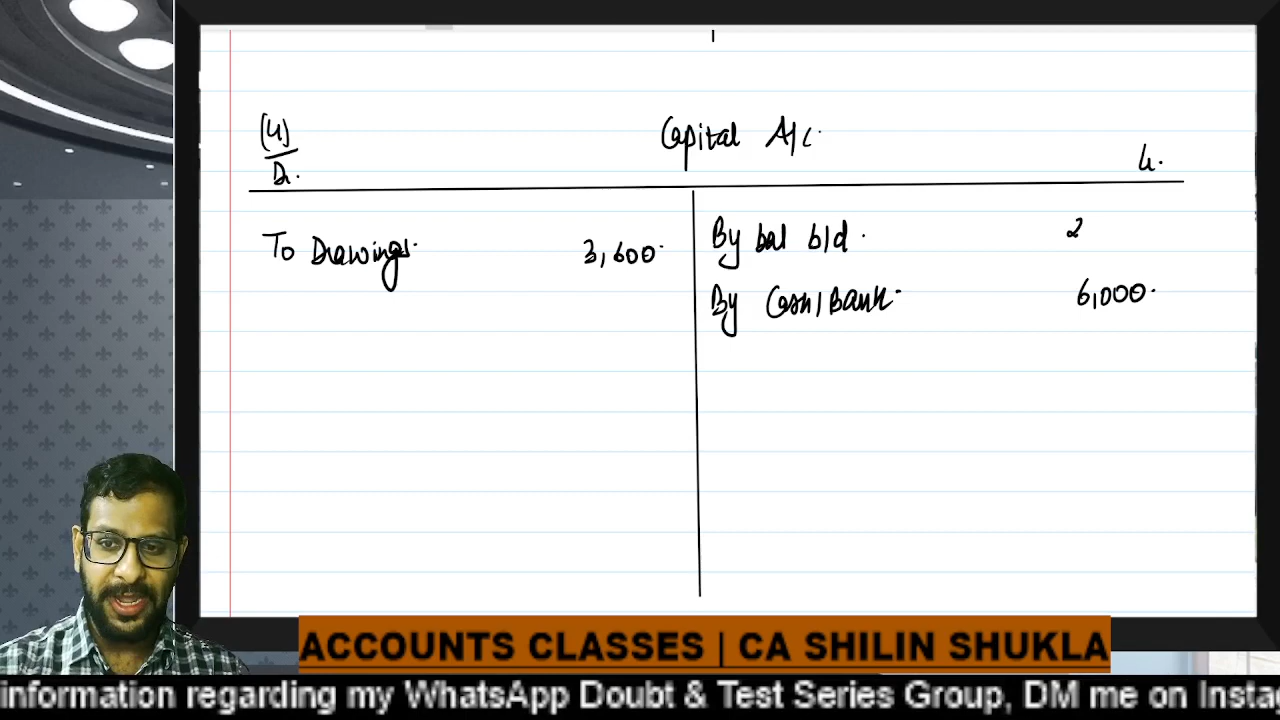 (4)
Capital A/c.
Dr.
Cr.
To Drawings. 3,600.
By bal b/d. 2
By Cash/Bank. 6,000.
ACCOUNTS CLASSES | CA SHILIN SHUKLA
information regarding my WhatsApp Doubt & Test Series Group, DM me on Insta